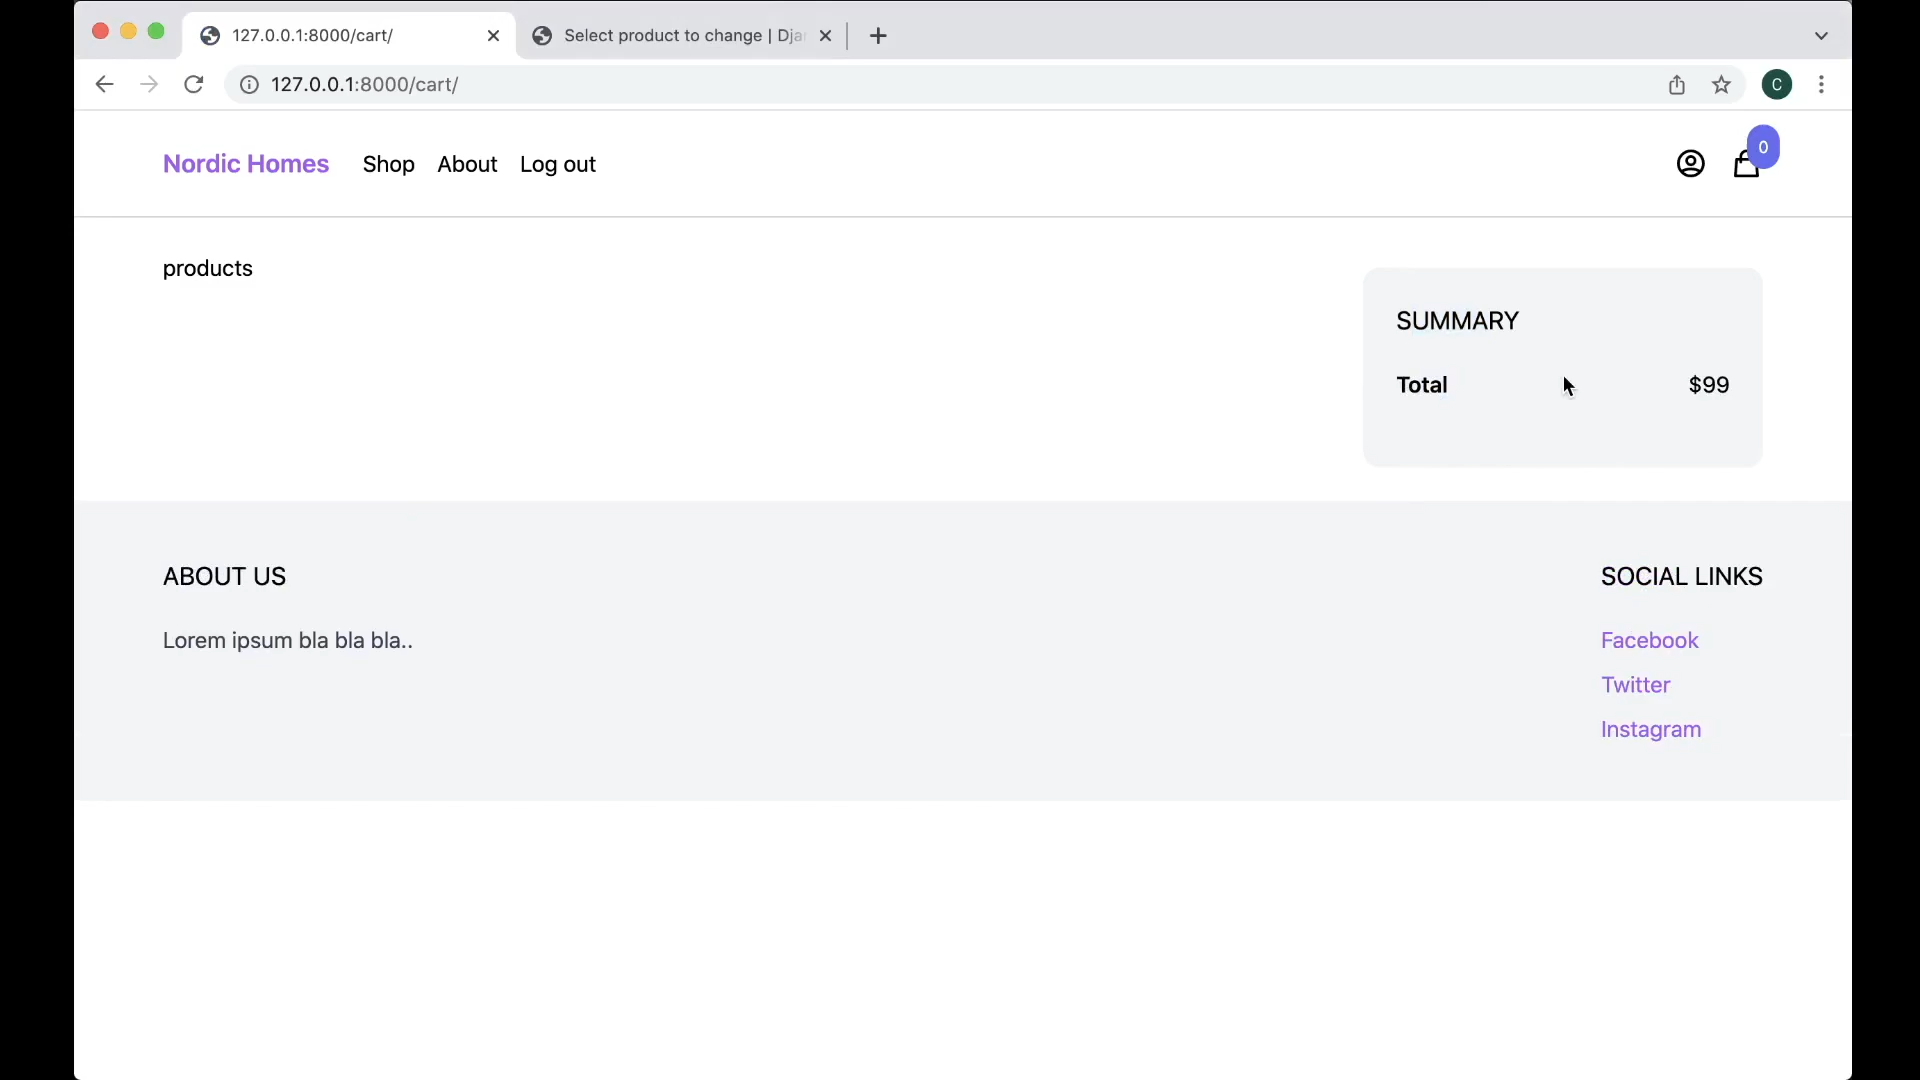 127.0.0.1:8000/cart/
Select product to change | Dja
127.0.0.1:8000/cart/
C
Nordic Homes
Shop
About
Log out
0
products
SUMMARY
Total
$99
ABOUT US
Lorem ipsum bla bla bla..
SOCIAL LINKS
Facebook
Twitter
Instagram